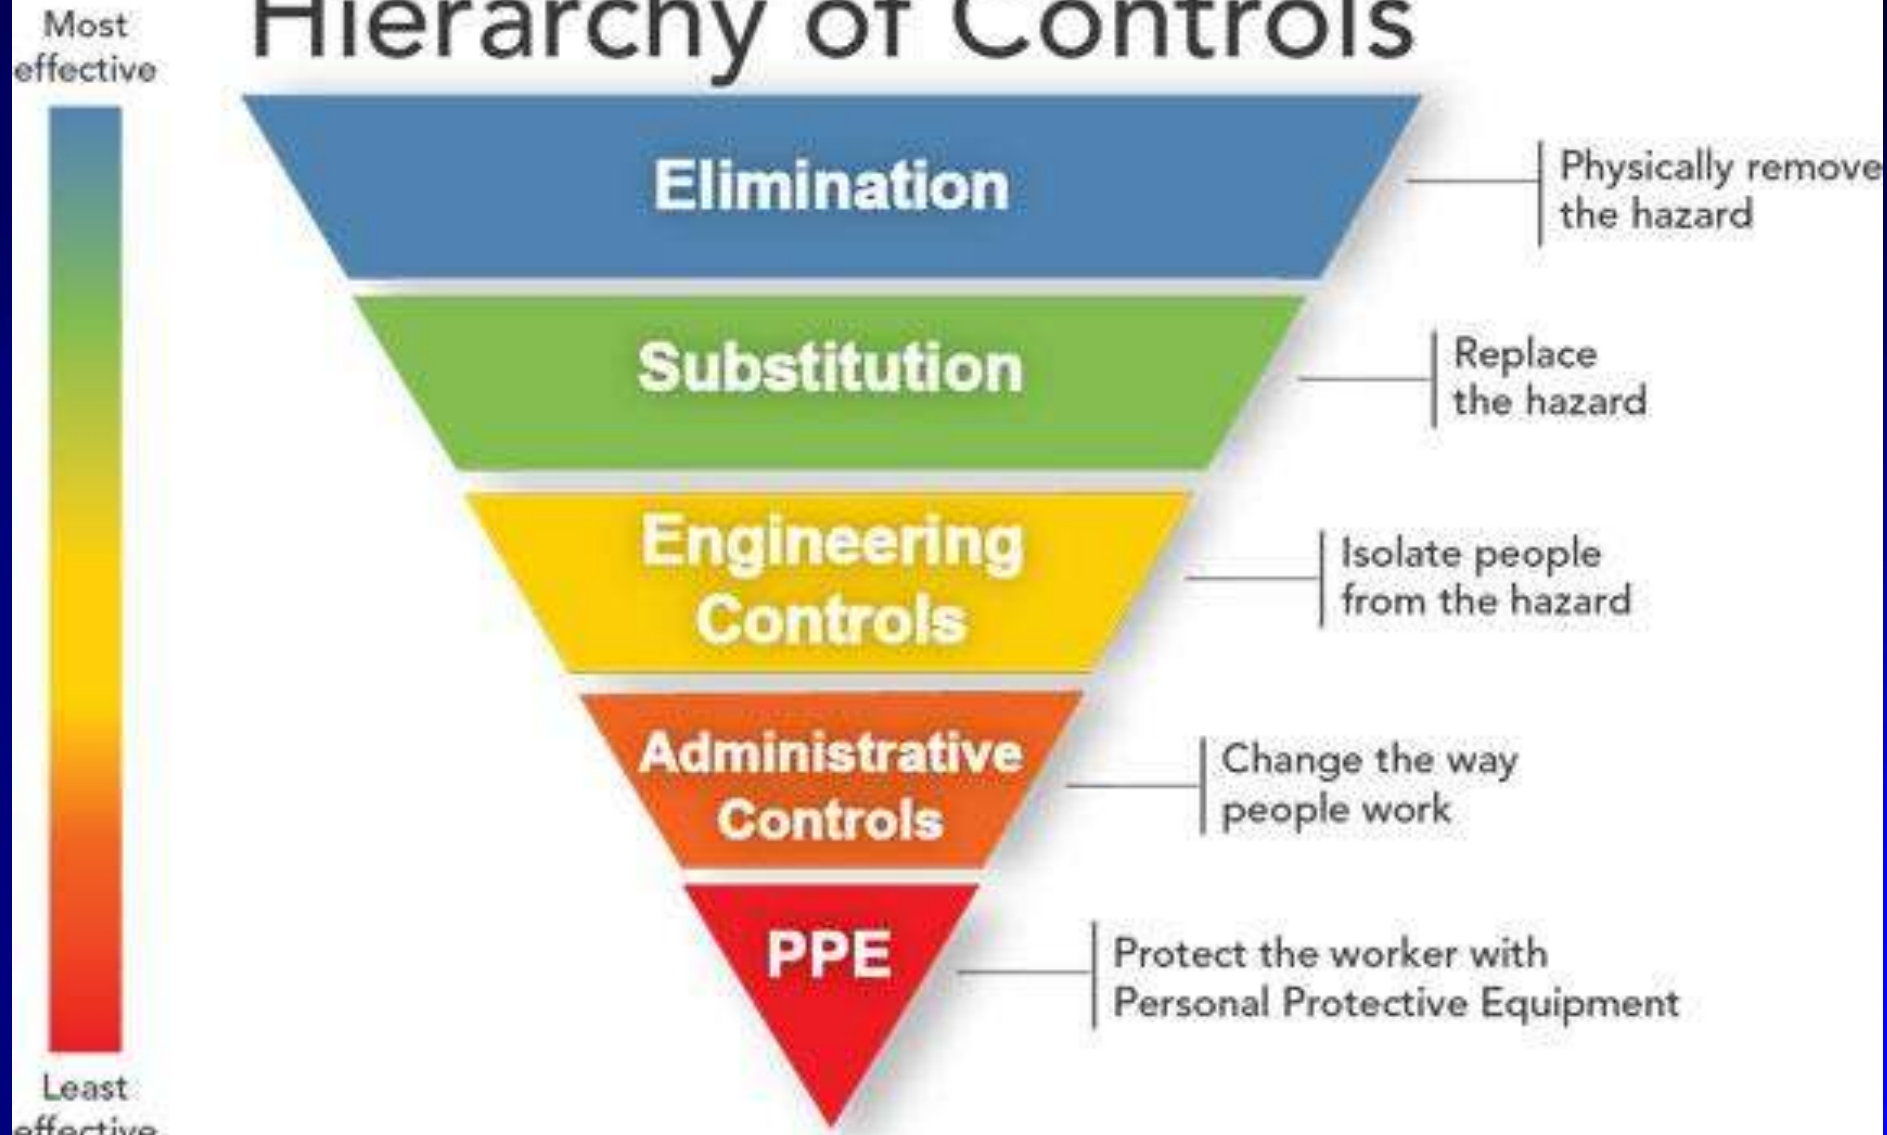 Hierarchy of Controls
Most
effective
Elimination
Physically remove
the hazard
Substitution
Replace
the hazard
Engineering
Controls
Isolate people
from the hazard
Administrative
Controls
Change the way
people work
PPE
Protect the worker with
Personal Protective Equipment
Least
effective